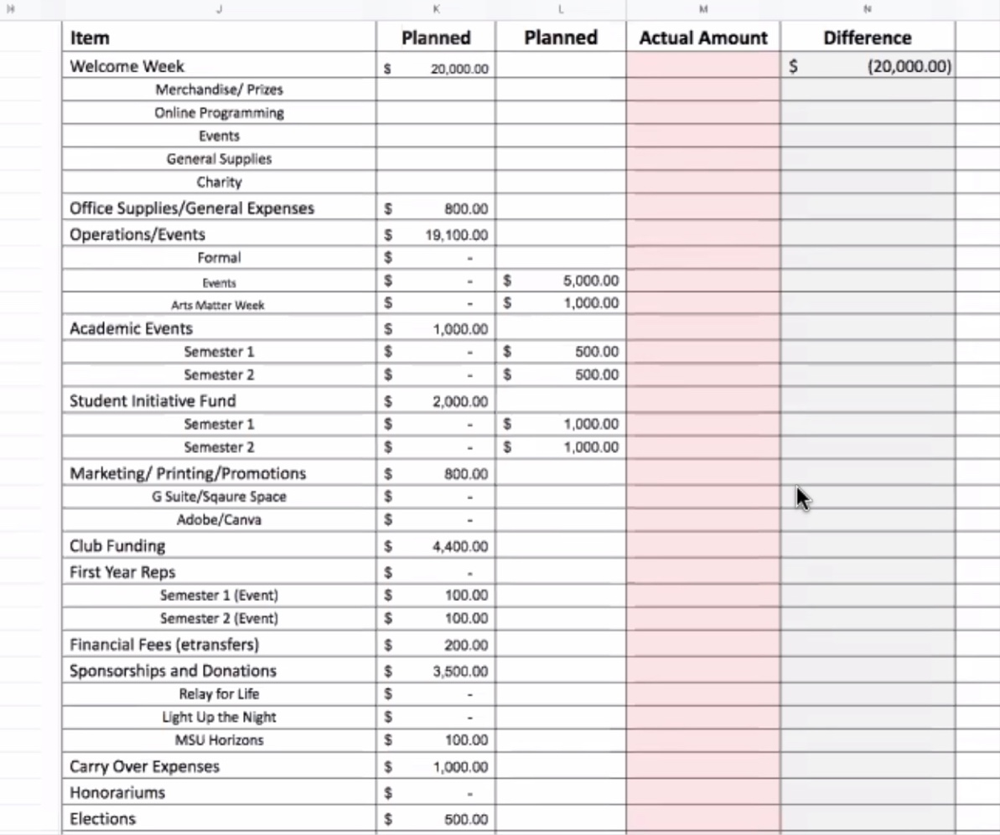 H J K L M N
Item Planned Planned Actual Amount Difference
Welcome Week $ 20,000.00 $ (20,000.00)
Merchandise/ Prizes
Online Programming
Events
General Supplies
Charity
Office Supplies/General Expenses $ 800.00
Operations/Events $ 19,100.00
Formal $ -
Events $ - $ 5,000.00
Arts Matter Week $ - $ 1,000.00
Academic Events $ 1,000.00
Semester 1 $ - $ 500.00
Semester 2 $ - $ 500.00
Student Initiative Fund $ 2,000.00
Semester 1 $ - $ 1,000.00
Semester 2 $ - $ 1,000.00
Marketing/ Printing/Promotions $ 800.00
G Suite/Sqaure Space $ -
Adobe/Canva $ -
Club Funding $ 4,400.00
First Year Reps $ -
Semester 1 (Event) $ 100.00
Semester 2 (Event) $ 100.00
Financial Fees (etransfers) $ 200.00
Sponsorships and Donations $ 3,500.00
Relay for Life $ -
Light Up the Night $ -
MSU Horizons $ 100.00
Carry Over Expenses $ 1,000.00
Honorariums $ -
Elections $ 500.00